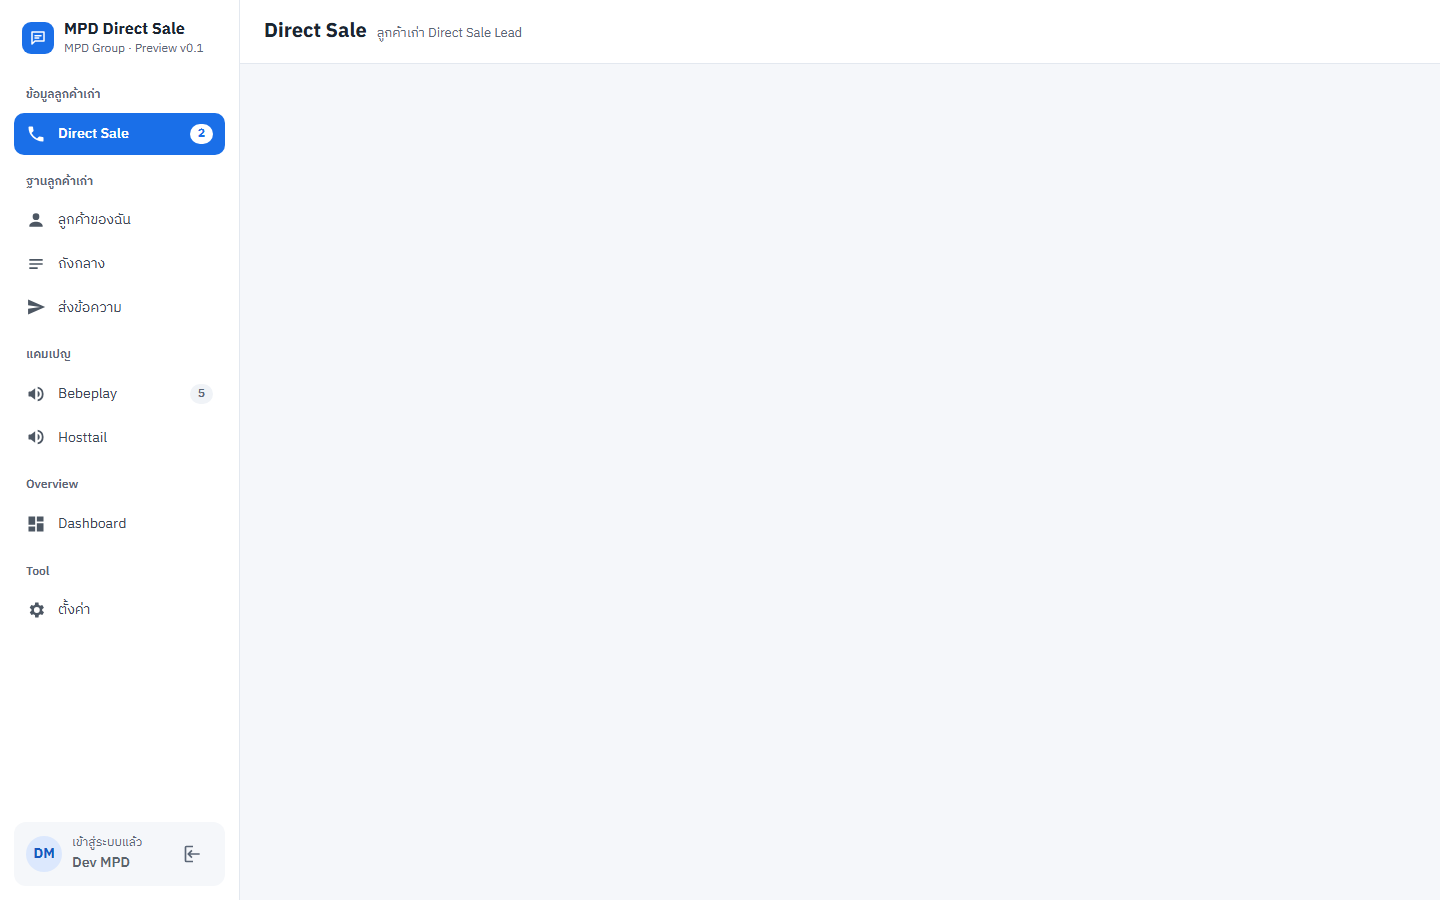 MPD Direct Sale
MPD Group · Preview v0.1
ข้อมูลลูกค้าเก่า
Direct Sale 2
ฐานลูกค้าเก่า
ลูกค้าของฉัน
ถังกลาง
ส่งข้อความ
แคมเปญ
Bebeplay 5
Hosttail
Overview
Dashboard
Tool
ตั้งค่า
DM
เข้าสู่ระบบแล้ว
Dev MPD
Direct Sale ลูกค้าเก่า Direct Sale Lead